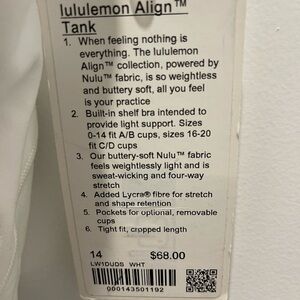 lululemon Align™
Tank
1. When feeling nothing is
everything. The lululemon
Align™ collection, powered by
Nulu™ fabric, is so weightless
and buttery soft, all you feel
is your practice
2. Built-in shelf bra intended to
provide light support. Sizes
0-14 fit A/B cups, sizes 16-20
fit C/D cups
3. Our buttery-soft Nulu™ fabric
feels weightlessly light and is
sweat-wicking and four-way
stretch
4. Added Lycra® fibre for stretch
and shape retention
5. Pockets for optional, removable
cups
6. Tight fit, cropped length
14 $68.00
LW1DUDS WHT
000143501192